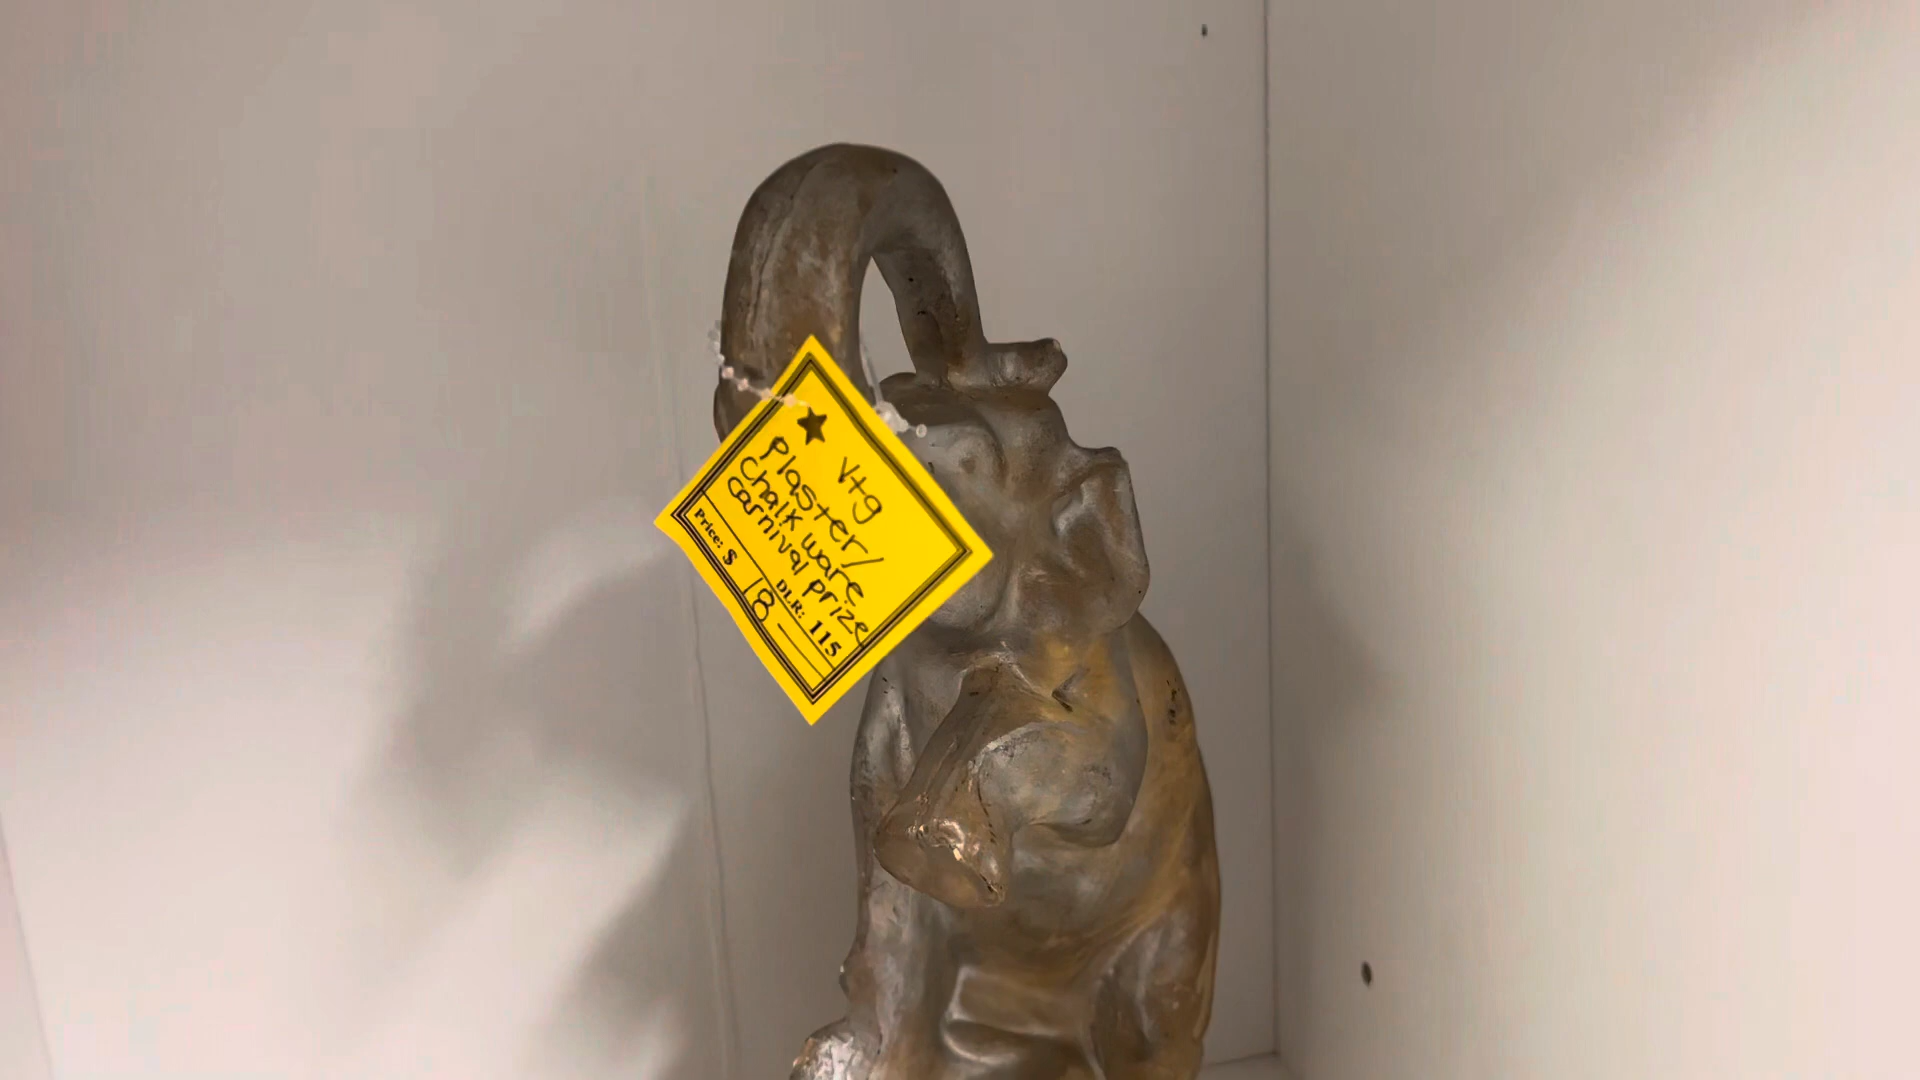 Vtg
Plaster/
Chalk ware
carnival prize
Price: $ 18 — DLR: 115